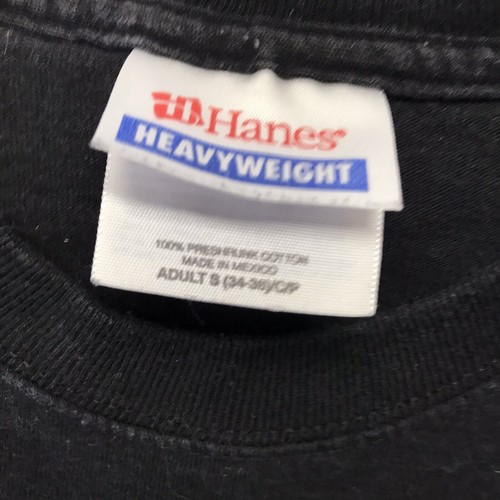 Hanes
HEAVYWEIGHT
100% PRESHRUNK COTTON
MADE IN MEXICO
ADULT S (34-36)/C/P